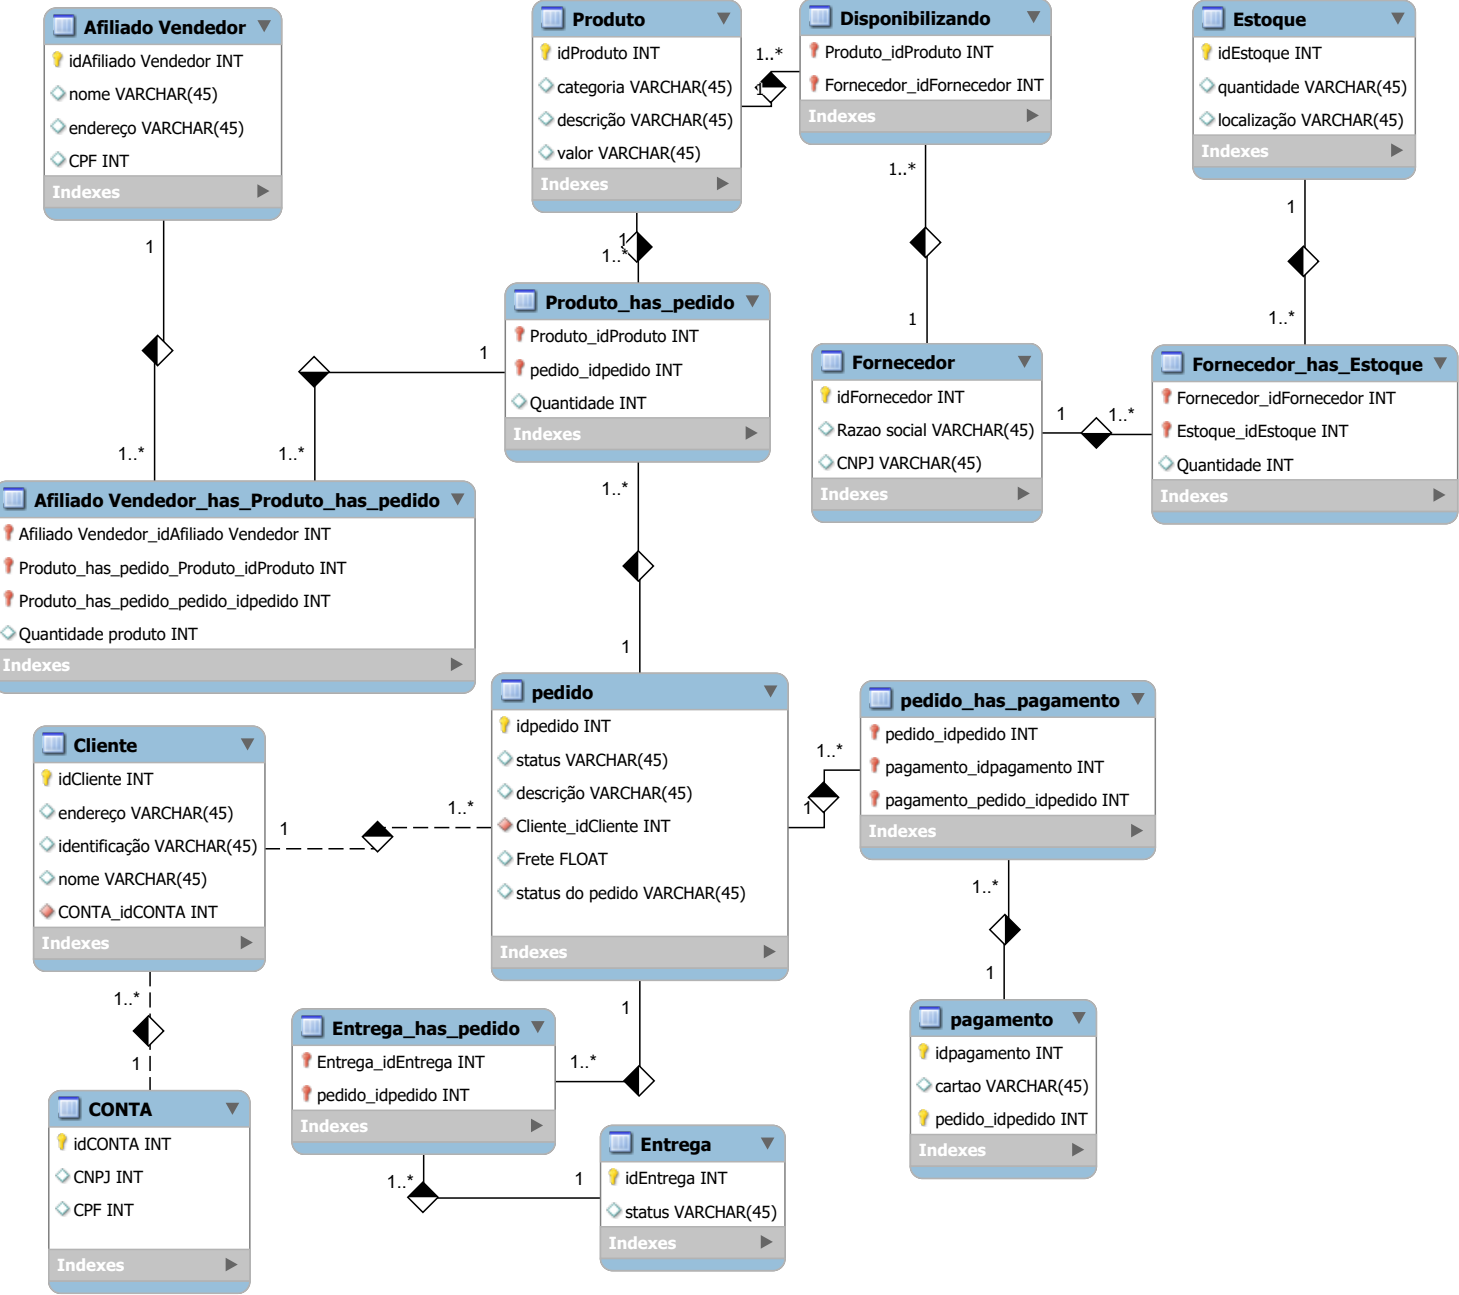 Afiliado Vendedor
idAfiliado Vendedor INT
nome VARCHAR(45)
endereço VARCHAR(45)
CPF INT
Indexes
Produto
idProduto INT
categoria VARCHAR(45)
descrição VARCHAR(45)
valor VARCHAR(45)
Indexes
1..*
1
Disponibilizando
Produto_idProduto INT
Fornecedor_idFornecedor INT
Indexes
Estoque
idEstoque INT
quantidade VARCHAR(45)
localização VARCHAR(45)
Indexes
1
1..*
1
1..*
1..*
1
1
1..*
Produto_has_pedido
Produto_idProduto INT
pedido_idpedido INT
Quantidade INT
Indexes
1
1..*
Fornecedor
idFornecedor INT
Razao social VARCHAR(45)
CNPJ VARCHAR(45)
Indexes
1
1..*
Fornecedor_has_Estoque
Fornecedor_idFornecedor INT
Estoque_idEstoque INT
Quantidade INT
Indexes
Afiliado Vendedor_has_Produto_has_pedido
Afiliado Vendedor_idAfiliado Vendedor INT
Produto_has_pedido_Produto_idProduto INT
Produto_has_pedido_pedido_idpedido INT
Quantidade produto INT
Indexes
1..*
1
Cliente
idCliente INT
endereço VARCHAR(45)
identificação VARCHAR(45)
nome VARCHAR(45)
CONTA_idCONTA INT
Indexes
1
1..*
pedido
idpedido INT
status VARCHAR(45)
descrição VARCHAR(45)
Cliente_idCliente INT
Frete FLOAT
status do pedido VARCHAR(45)
Indexes
1..*
1
pedido_has_pagamento
pedido_idpedido INT
pagamento_idpagamento INT
pagamento_pedido_idpedido INT
Indexes
1..*
1
1..*
1
CONTA
idCONTA INT
CNPJ INT
CPF INT
Indexes
Entrega_has_pedido
Entrega_idEntrega INT
pedido_idpedido INT
Indexes
1
1..*
1..*
1
Entrega
idEntrega INT
status VARCHAR(45)
Indexes
pagamento
idpagamento INT
cartao VARCHAR(45)
pedido_idpedido INT
Indexes